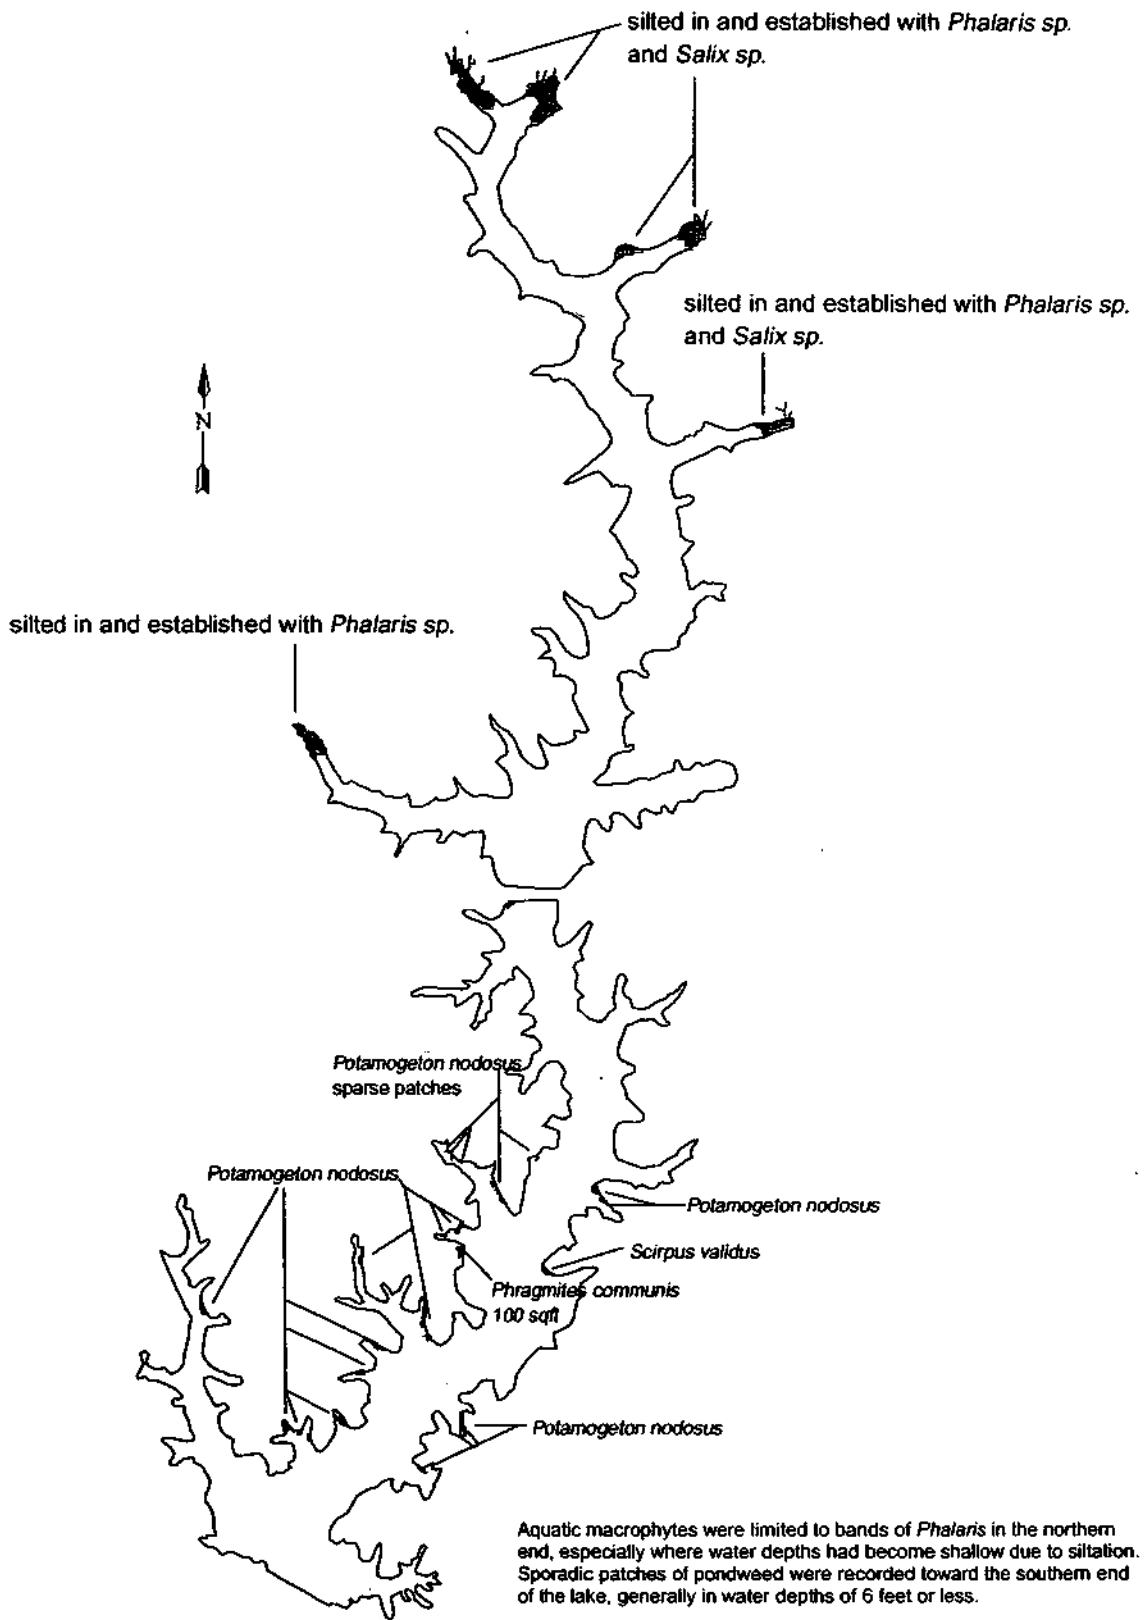 silted in and established with Phalaris sp.
and Salix sp.
silted in and established with Phalaris sp.
and Salix sp.
N
silted in and established with Phalaris sp.
Potamogeton nodosus
sparse patches
Potamogeton nodosus
Potamogeton nodosus
Scirpus validus
Phragmites communis
100 sqft
Potamogeton nodosus
Aquatic macrophytes were limited to bands of Phalaris in the northern
end, especially where water depths had become shallow due to siltation.
Sporadic patches of pondweed were recorded toward the southern end
of the lake, generally in water depths of 6 feet or less.